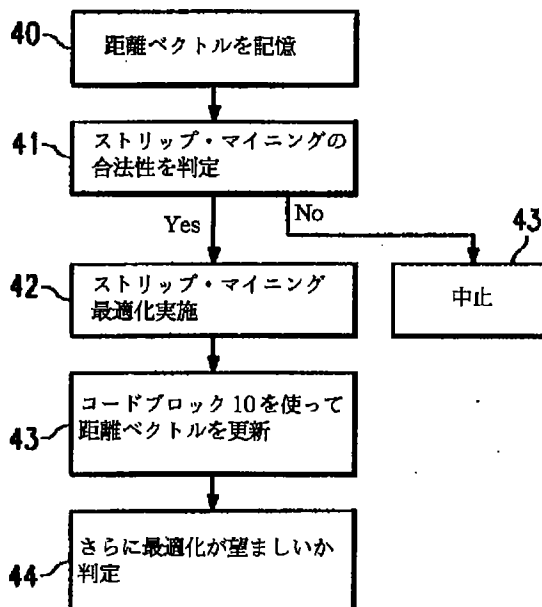 40
距離ベクトルを記憶
41
ストリップ・マイニングの
合法性を判定
Yes
No
43
42
ストリップ・マイニング
最適化実施
中止
43
コードブロック10を使って
距離ベクトルを更新
44
さらに最適化が望ましいか
判定